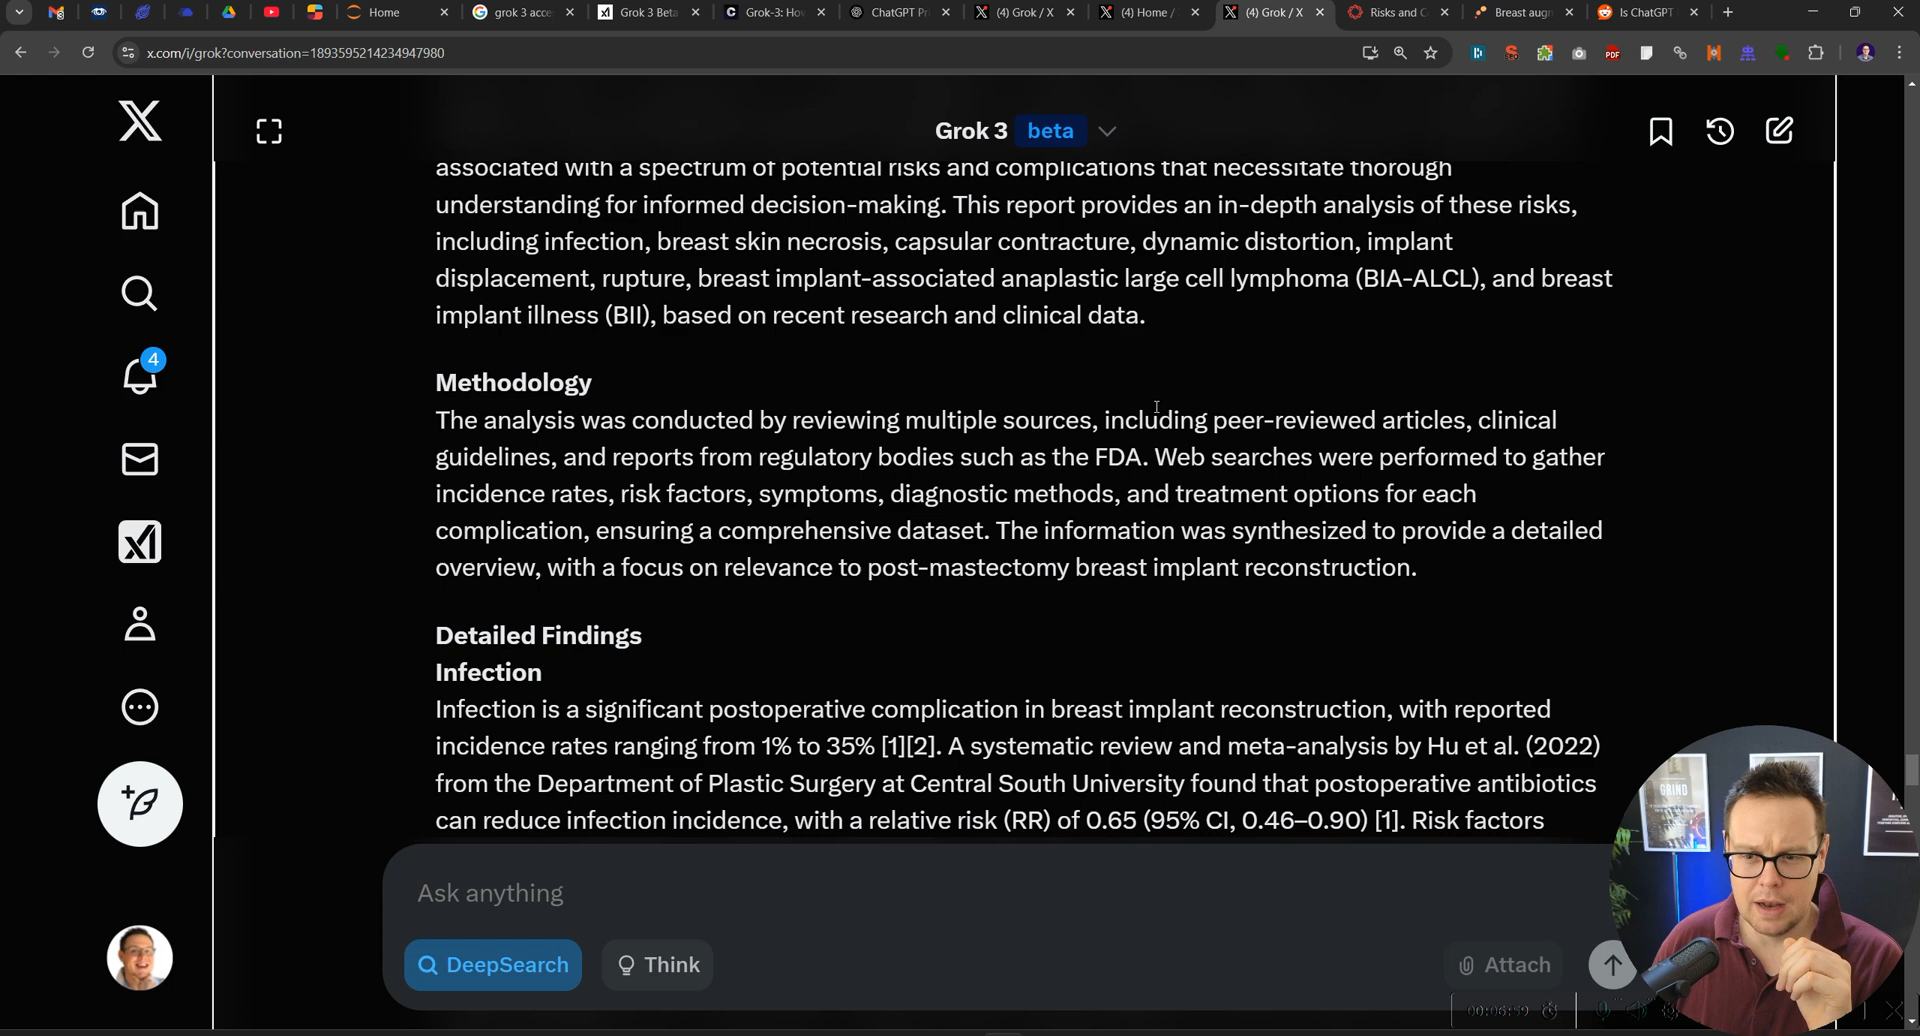 Home
grok 3 acce
Grok 3 Beta
Grok-3: Ho
ChatGPT Pr
(4) Grok / X
(4) Home /
(4) Grok / X
Risks and C
Breast aug
Is ChatGPT
x.com/i/grok?conversation=1893595214234947980
PDF
Grok 3 beta
associated with a spectrum of potential risks and complications that necessitate thorough
understanding for informed decision-making. This report provides an in-depth analysis of these risks,
including infection, breast skin necrosis, capsular contracture, dynamic distortion, implant
displacement, rupture, breast implant-associated anaplastic large cell lymphoma (BIA-ALCL), and breast
implant illness (BII), based on recent research and clinical data.
4
Methodology
The analysis was conducted by reviewing multiple sources, including peer-reviewed articles, clinical
guidelines, and reports from regulatory bodies such as the FDA. Web searches were performed to gather
incidence rates, risk factors, symptoms, diagnostic methods, and treatment options for each
complication, ensuring a comprehensive dataset. The information was synthesized to provide a detailed
overview, with a focus on relevance to post-mastectomy breast implant reconstruction.
Detailed Findings
Infection
Infection is a significant postoperative complication in breast implant reconstruction, with reported
incidence rates ranging from 1% to 35% [1][2]. A systematic review and meta-analysis by Hu et al. (2022)
from the Department of Plastic Surgery at Central South University found that postoperative antibiotics
can reduce infection incidence, with a relative risk (RR) of 0.65 (95% CI, 0.46–0.90) [1]. Risk factors
GRIND
Ask anything
DeepSearch
Think
Attach
00:06:59